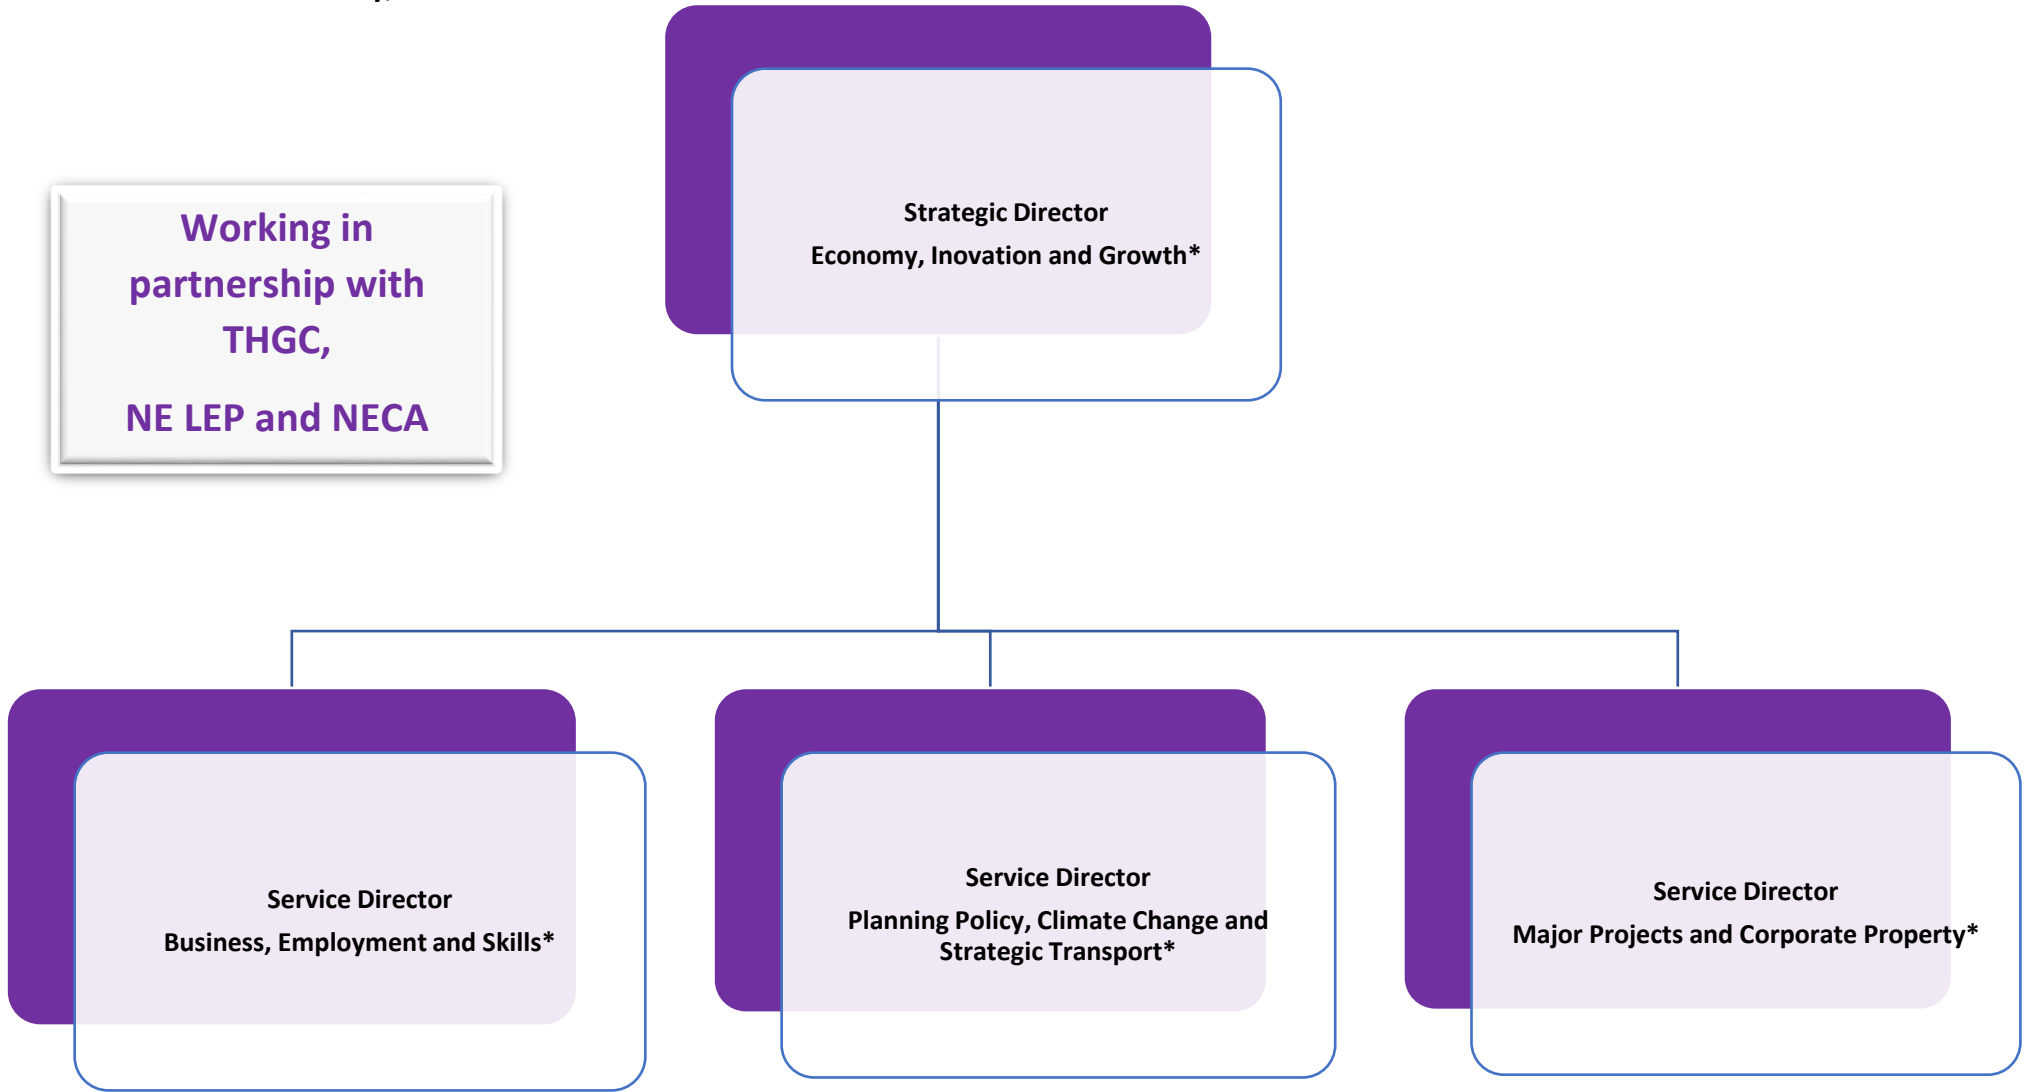 Strategic Director
Economy, Inovation and Growth*
Working in
partnership with
THGC,
NE LEP and NECA
Service Director
Business, Employment and Skills*
Service Director
Planning Policy, Climate Change and
Strategic Transport*
Service Director
Major Projects and Corporate Property*